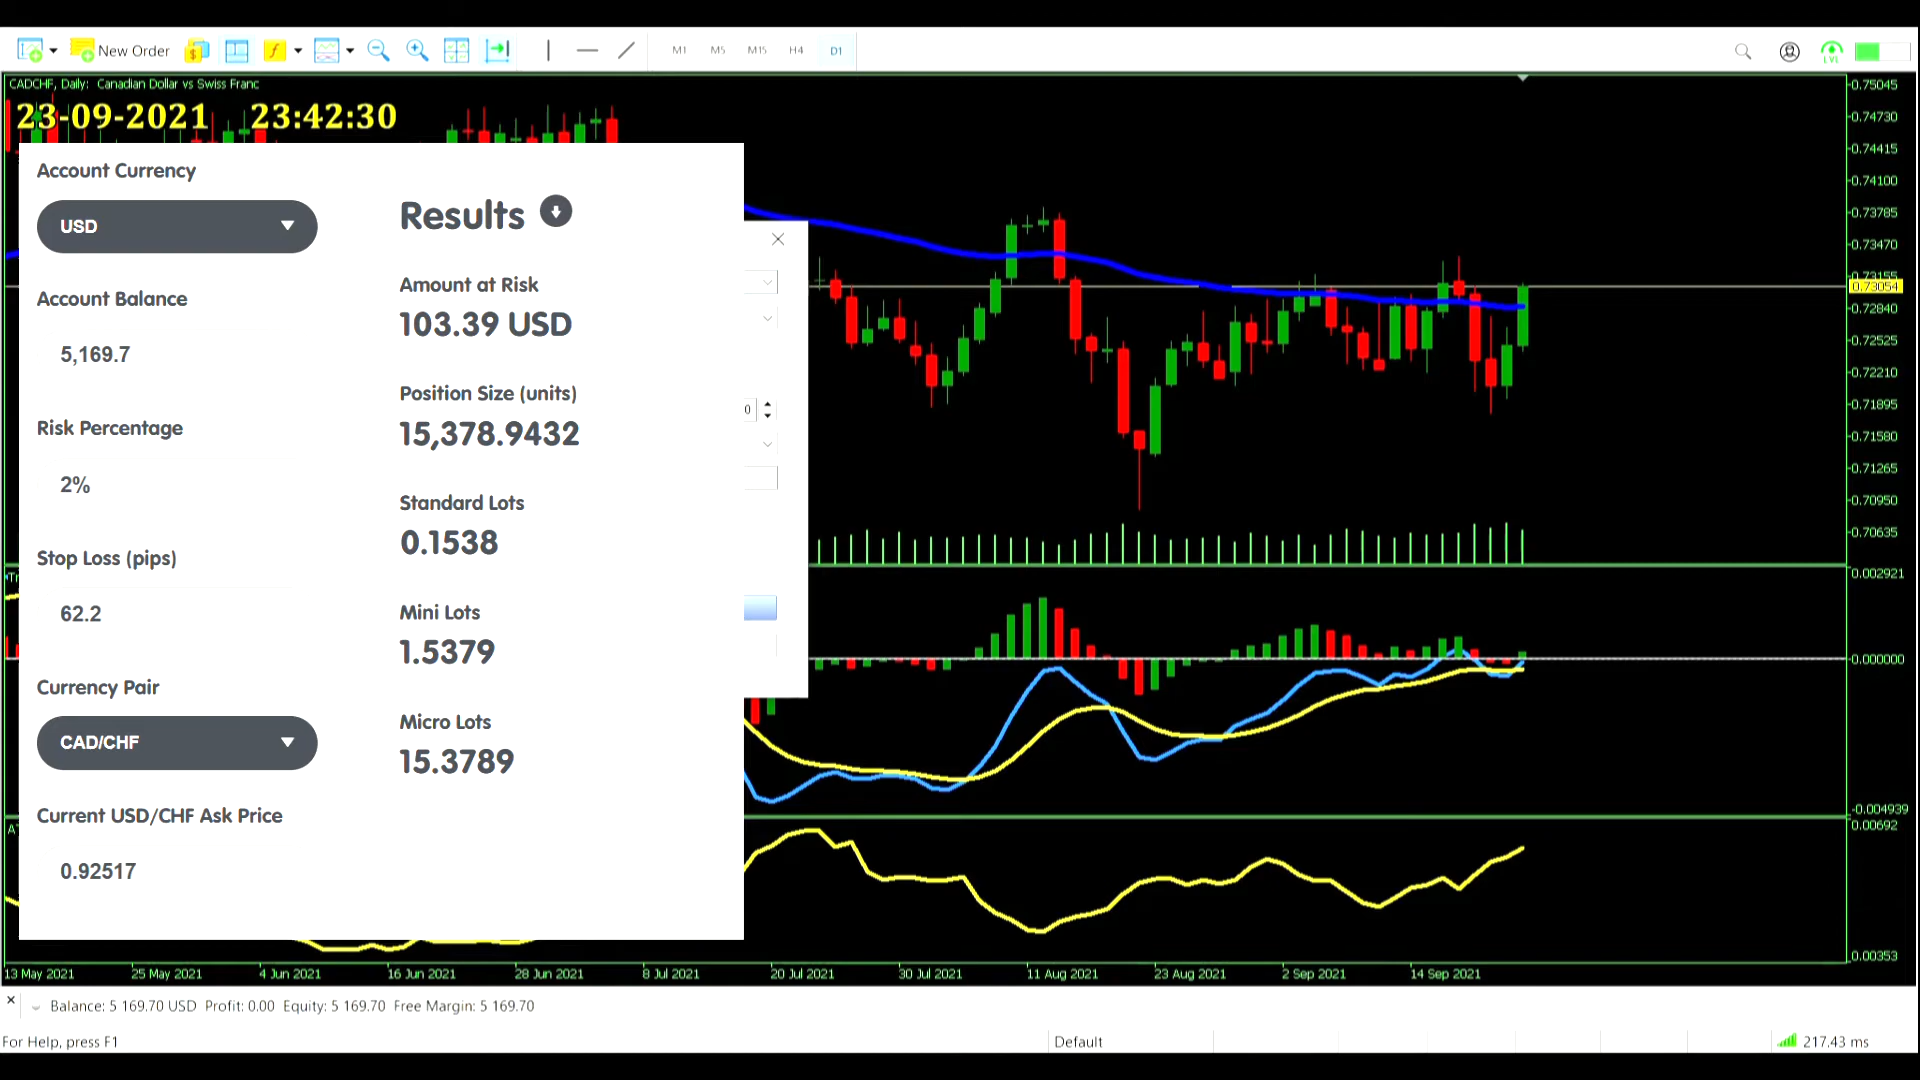 New Order
M1 M5 M15 H4 D1
LVL
CADCHF, Daily: Canadian Dollar vs Swiss Franc
23-09-2021 23:42:30
Account Currency
USD
Account Balance
5,169.7
Risk Percentage
2%
Stop Loss (pips)
62.2
Currency Pair
CAD/CHF
Current USD/CHF Ask Price
0.92517
Results
Amount at Risk
103.39 USD
Position Size (units)
15,378.9432
Standard Lots
0.1538
Mini Lots
1.5379
Micro Lots
15.3789
0
0.75045
0.74730
0.74415
0.74100
0.73785
0.73470
0.73155
0.73054
0.72840
0.72525
0.72210
0.71895
0.71580
0.71265
0.70950
0.70635
0.002921
0.000000
-0.004939
0.00692
0.00353
13 May 2021 25 May 2021 4 Jun 2021 16 Jun 2021 28 Jun 2021 8 Jul 2021 20 Jul 2021 30 Jul 2021 11 Aug 2021 23 Aug 2021 2 Sep 2021 14 Sep 2021
Balance: 5 169.70 USD Profit: 0.00 Equity: 5 169.70 Free Margin: 5 169.70
For Help, press F1
Default
217.43 ms